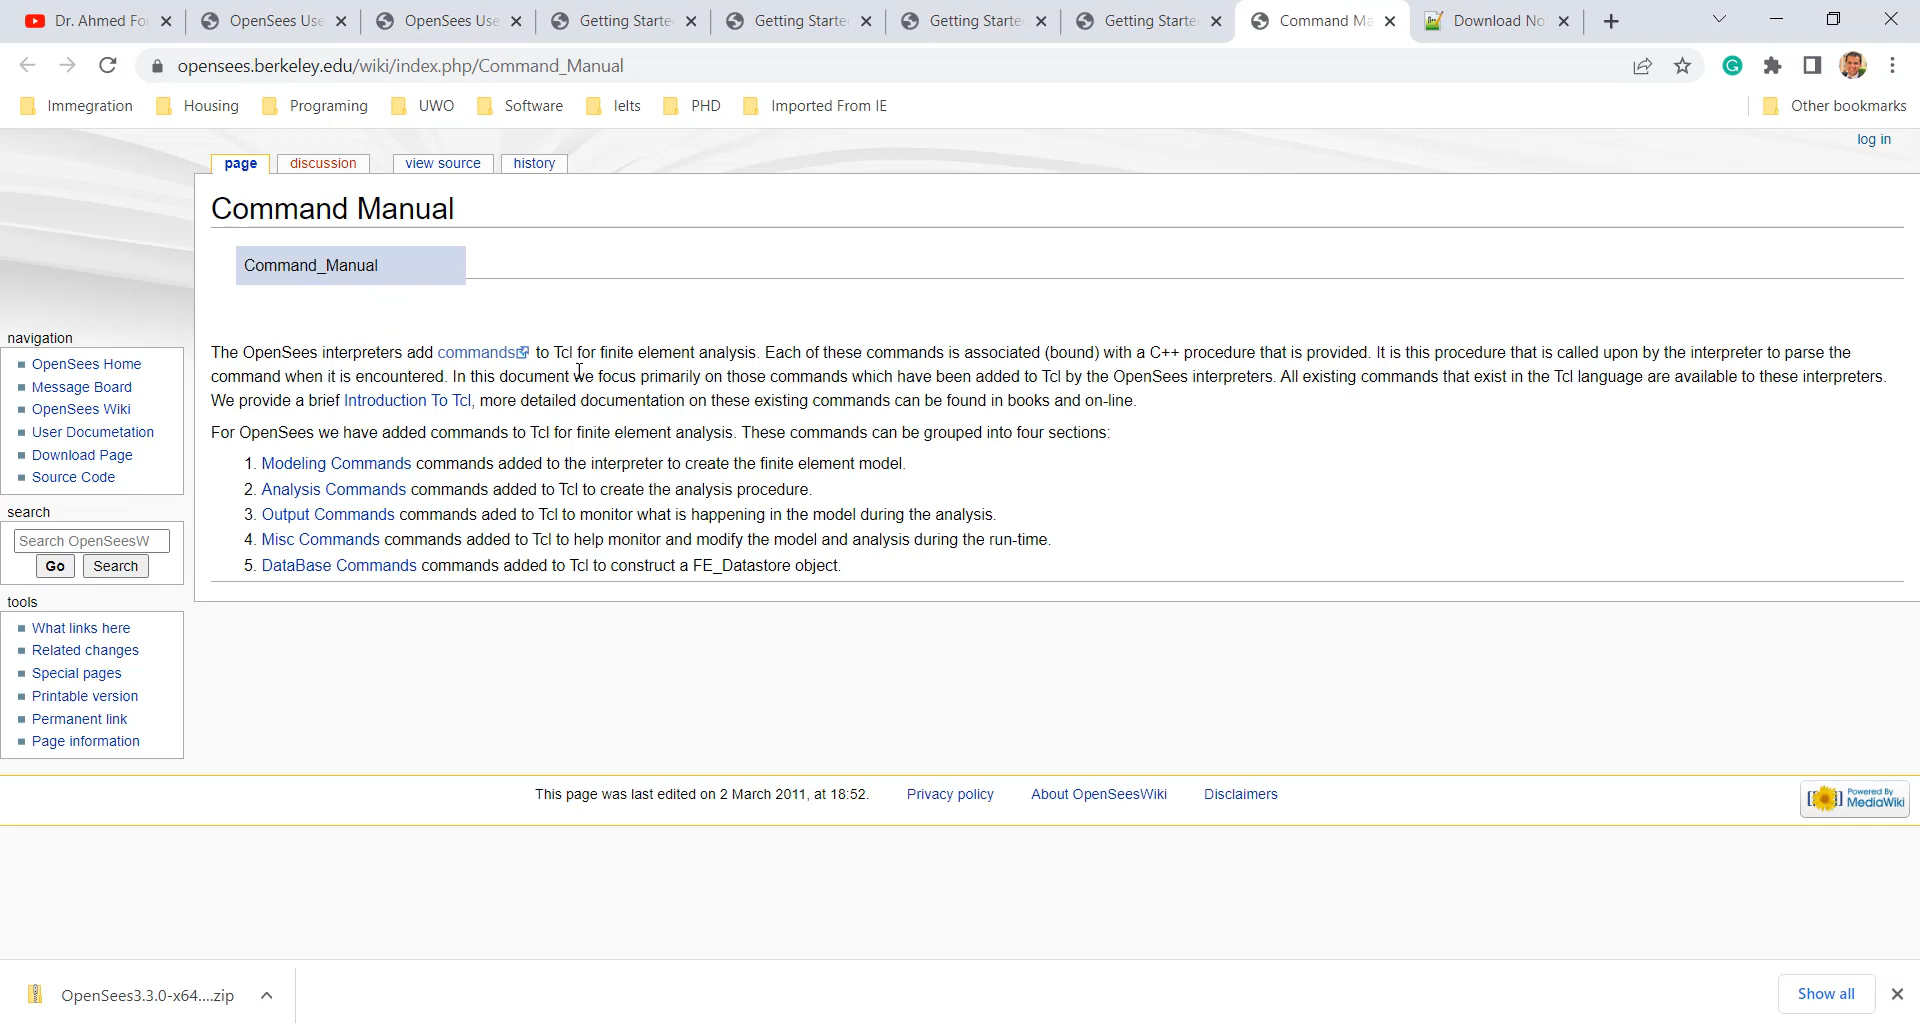 Dr. Ahmed Fo
OpenSees Use
OpenSees Use
Getting Starte
Getting Starte
Getting Starte
Getting Starte
Command Ma
Download No
opensees.berkeley.edu/wiki/index.php/Command_Manual
Immegration
Housing
Programing
UWO
Software
Ielts
PHD
Imported From IE
Other bookmarks
log in
page
discussion
view source
history
Command Manual
Command_Manual
The OpenSees interpreters add commands to Tcl for finite element analysis. Each of these commands is associated (bound) with a C++ procedure that is provided. It is this procedure that is called upon by the interpreter to parse the
command when it is encountered. In this document we focus primarily on those commands which have been added to Tcl by the OpenSees interpreters. All existing commands that exist in the Tcl language are available to these interpreters.
We provide a brief Introduction To Tcl, more detailed documentation on these existing commands can be found in books and on-line.
For OpenSees we have added commands to Tcl for finite element analysis. These commands can be grouped into four sections:
1. Modeling Commands commands added to the interpreter to create the finite element model.
2. Analysis Commands commands added to Tcl to create the analysis procedure.
3. Output Commands commands aded to Tcl to monitor what is happening in the model during the analysis.
4. Misc Commands commands added to Tcl to help monitor and modify the model and analysis during the run-time.
5. DataBase Commands commands added to Tcl to construct a FE_Datastore object.
navigation
OpenSees Home
Message Board
OpenSees Wiki
User Documetation
Download Page
Source Code
search
Search OpenSeesW
Go
Search
tools
What links here
Related changes
Special pages
Printable version
Permanent link
Page information
This page was last edited on 2 March 2011, at 18:52.
Privacy policy
About OpenSeesWiki
Disclaimers
Powered By
MediaWiki
OpenSees3.3.0-x64....zip
Show all